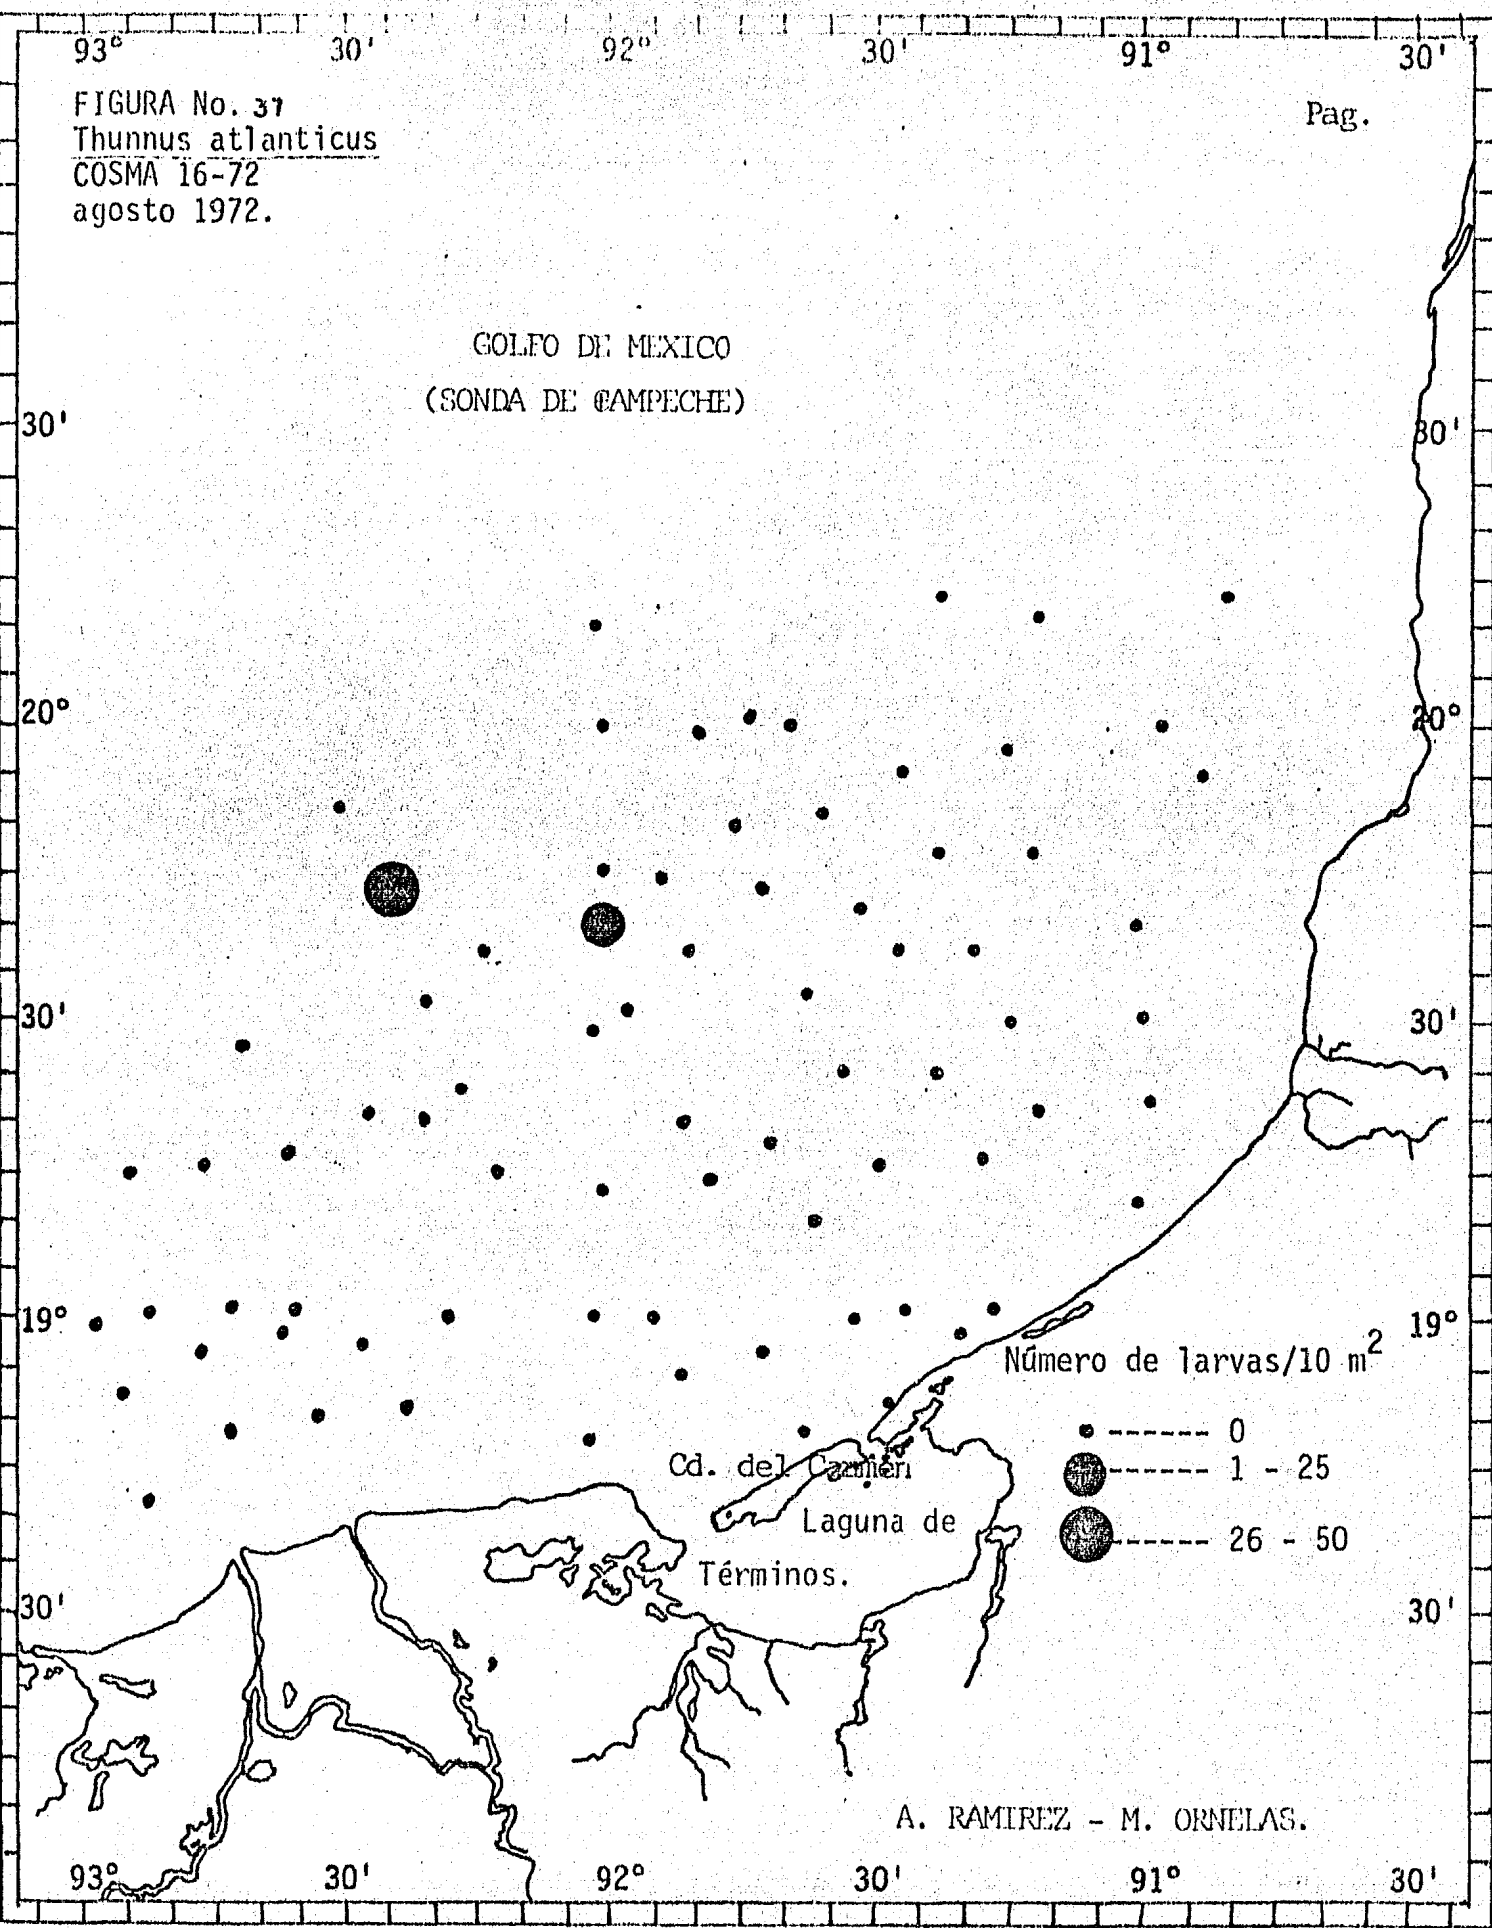 93° 30' 92° 30' 91° 30'
FIGURA No. 37
Thunnus atlanticus
COSMA 16-72
agosto 1972.
Pag.
GOLFO DE MEXICO
(SONDA DE CAMPECHE)
30' 30'
20° 20°
30' 30'
19° 19°
Número de larvas/10 m²
0
1 - 25
26 - 50
Cd. del Carmen
Laguna de
Términos.
30' 30'
A. RAMIREZ - M. ORNELAS.
93° 30' 92° 30' 91° 30'